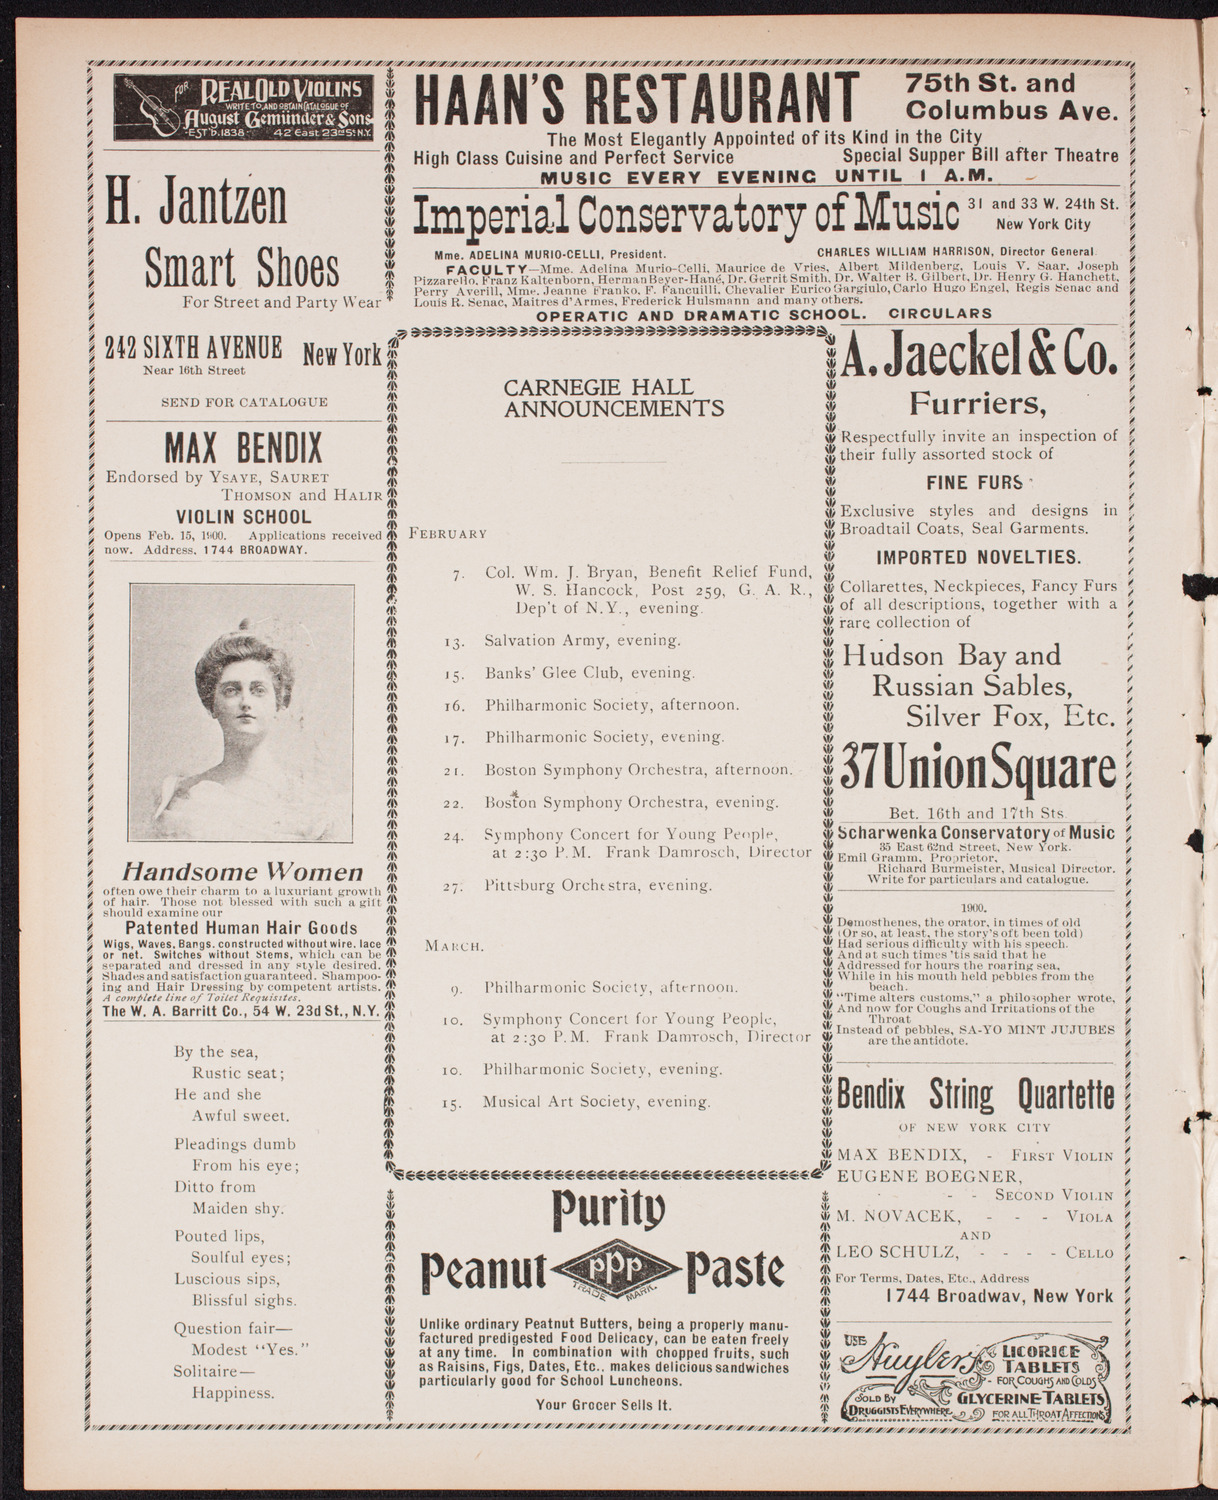 FOR
REAL OLD VIOLINS
WRITE TO AND OBTAIN CATALOGUE OF
August Gemünder & Sons
EST'D. 1838 42 East 23rd St. N.Y.
H. Jantzen
Smart Shoes
For Street and Party Wear
242 SIXTH AVENUE New York
Near 16th Street
SEND FOR CATALOGUE
MAX BENDIX
Endorsed by YSAYE, SAURET
THOMSON and HALIR
VIOLIN SCHOOL
Opens Feb. 15, 1900. Applications received
now. Address, 1744 BROADWAY.
Handsome Women
often owe their charm to a luxuriant growth
of hair. Those not blessed with such a gift
should examine our
Patented Human Hair Goods
Wigs, Waves, Bangs, constructed without wire, lace
or net. Switches without Stems, which can be
separated and dressed in any style desired.
Shades and satisfaction guaranteed. Shampoo-
ing and Hair Dressing by competent artists.
A complete line of Toilet Requisites.
The W. A. Barritt Co., 54 W. 23d St., N.Y.
By the sea,
Rustic seat;
He and she
Awful sweet.
Pleadings dumb
From his eye;
Ditto from
Maiden shy.
Pouted lips,
Soulful eyes;
Luscious sips,
Blissful sighs.
Question fair—
Modest "Yes."
Solitaire—
Happiness.
HAAN'S RESTAURANT 75th St. and
Columbus Ave.
The Most Elegantly Appointed of its Kind in the City
High Class Cuisine and Perfect Service Special Supper Bill after Theatre
MUSIC EVERY EVENING UNTIL 1 A.M.
Imperial Conservatory of Music 31 and 33 W. 24th St.
New York City
Mme. ADELINA MURIO-CELLI, President. CHARLES WILLIAM HARRISON, Director General
FACULTY—Mme. Adelina Murio-Celli, Maurice de Vries, Albert Mildenberg, Louis V. Saar, Joseph
Pizzarello, Franz Kaltenborn, Herman Beyer-Hané, Dr. Gerrit Smith, Dr. Walter B. Gilbert, Dr. Henry G. Hanchett,
Perry Averill, Mme. Jeanne Franko, F. Fanciulli, Chevalier Eurico Gargiulo, Carlo Hugo Engel, Regis Senac and
Louis R. Senac, Maitres d'Armes, Frederick Hulsmann and many others.
OPERATIC AND DRAMATIC SCHOOL. CIRCULARS
CARNEGIE HALL
ANNOUNCEMENTS
FEBRUARY
7. Col. Wm. J. Bryan, Benefit Relief Fund,
W. S. Hancock, Post 259, G. A. R.,
Dep't of N.Y., evening.
13. Salvation Army, evening.
15. Banks' Glee Club, evening.
16. Philharmonic Society, afternoon.
17. Philharmonic Society, evening.
21. Boston Symphony Orchestra, afternoon.
22. Boston Symphony Orchestra, evening.
24. Symphony Concert for Young People,
at 2:30 P.M. Frank Damrosch, Director
27. Pittsburg Orchestra, evening.
MARCH.
9. Philharmonic Society, afternoon.
10. Symphony Concert for Young People,
at 2:30 P.M. Frank Damrosch, Director
10. Philharmonic Society, evening.
15. Musical Art Society, evening.
Purity
Peanut PPP Paste
TRADE MARK.
Unlike ordinary Peatnut Butters, being a properly manu-
factured predigested Food Delicacy, can be eaten freely
at any time. In combination with chopped fruits, such
as Raisins, Figs, Dates, Etc., makes delicious sandwiches
particularly good for School Luncheons.
Your Grocer Sells It.
A. Jaeckel & Co.
Furriers,
Respectfully invite an inspection of
their fully assorted stock of
FINE FURS
Exclusive styles and designs in
Broadtail Coats, Seal Garments.
IMPORTED NOVELTIES.
Collarettes, Neckpieces, Fancy Furs
of all descriptions, together with a
rare collection of
Hudson Bay and
Russian Sables,
Silver Fox, Etc.
37 Union Square
Bet. 16th and 17th Sts
Scharwenka Conservatory of Music
35 East 62nd Street, New York.
Emil Gramm, Proprietor,
Richard Burmeister, Musical Director.
Write for particulars and catalogue.
1900.
Demosthenes, the orator, in times of old
(Or so, at least, the story's oft been told)
Had serious difficulty with his speech.
And at such times 'tis said that he
Addressed for hours the roaring sea,
While in his mouth held pebbles from the
beach.
"Time alters customs," a philosopher wrote,
And now for Coughs and Irritations of the
Throat
Instead of pebbles, SA-YO MINT JUJUBES
are the antidote.
Bendix String Quartette
OF NEW YORK CITY
MAX BENDIX, - FIRST VIOLIN
EUGENE BOEGNER,
- - SECOND VIOLIN
M. NOVACEK, - - - VIOLA
AND
LEO SCHULZ, - - - - CELLO
For Terms, Dates, Etc., Address
1744 Broadway, New York
USE
Huyler's LICORICE
TABLETS
FOR COUGHS AND COLDS
SOLD BY GLYCERINE TABLETS
DRUGGISTS EVERYWHERE FOR ALL THROAT AFFECTIONS